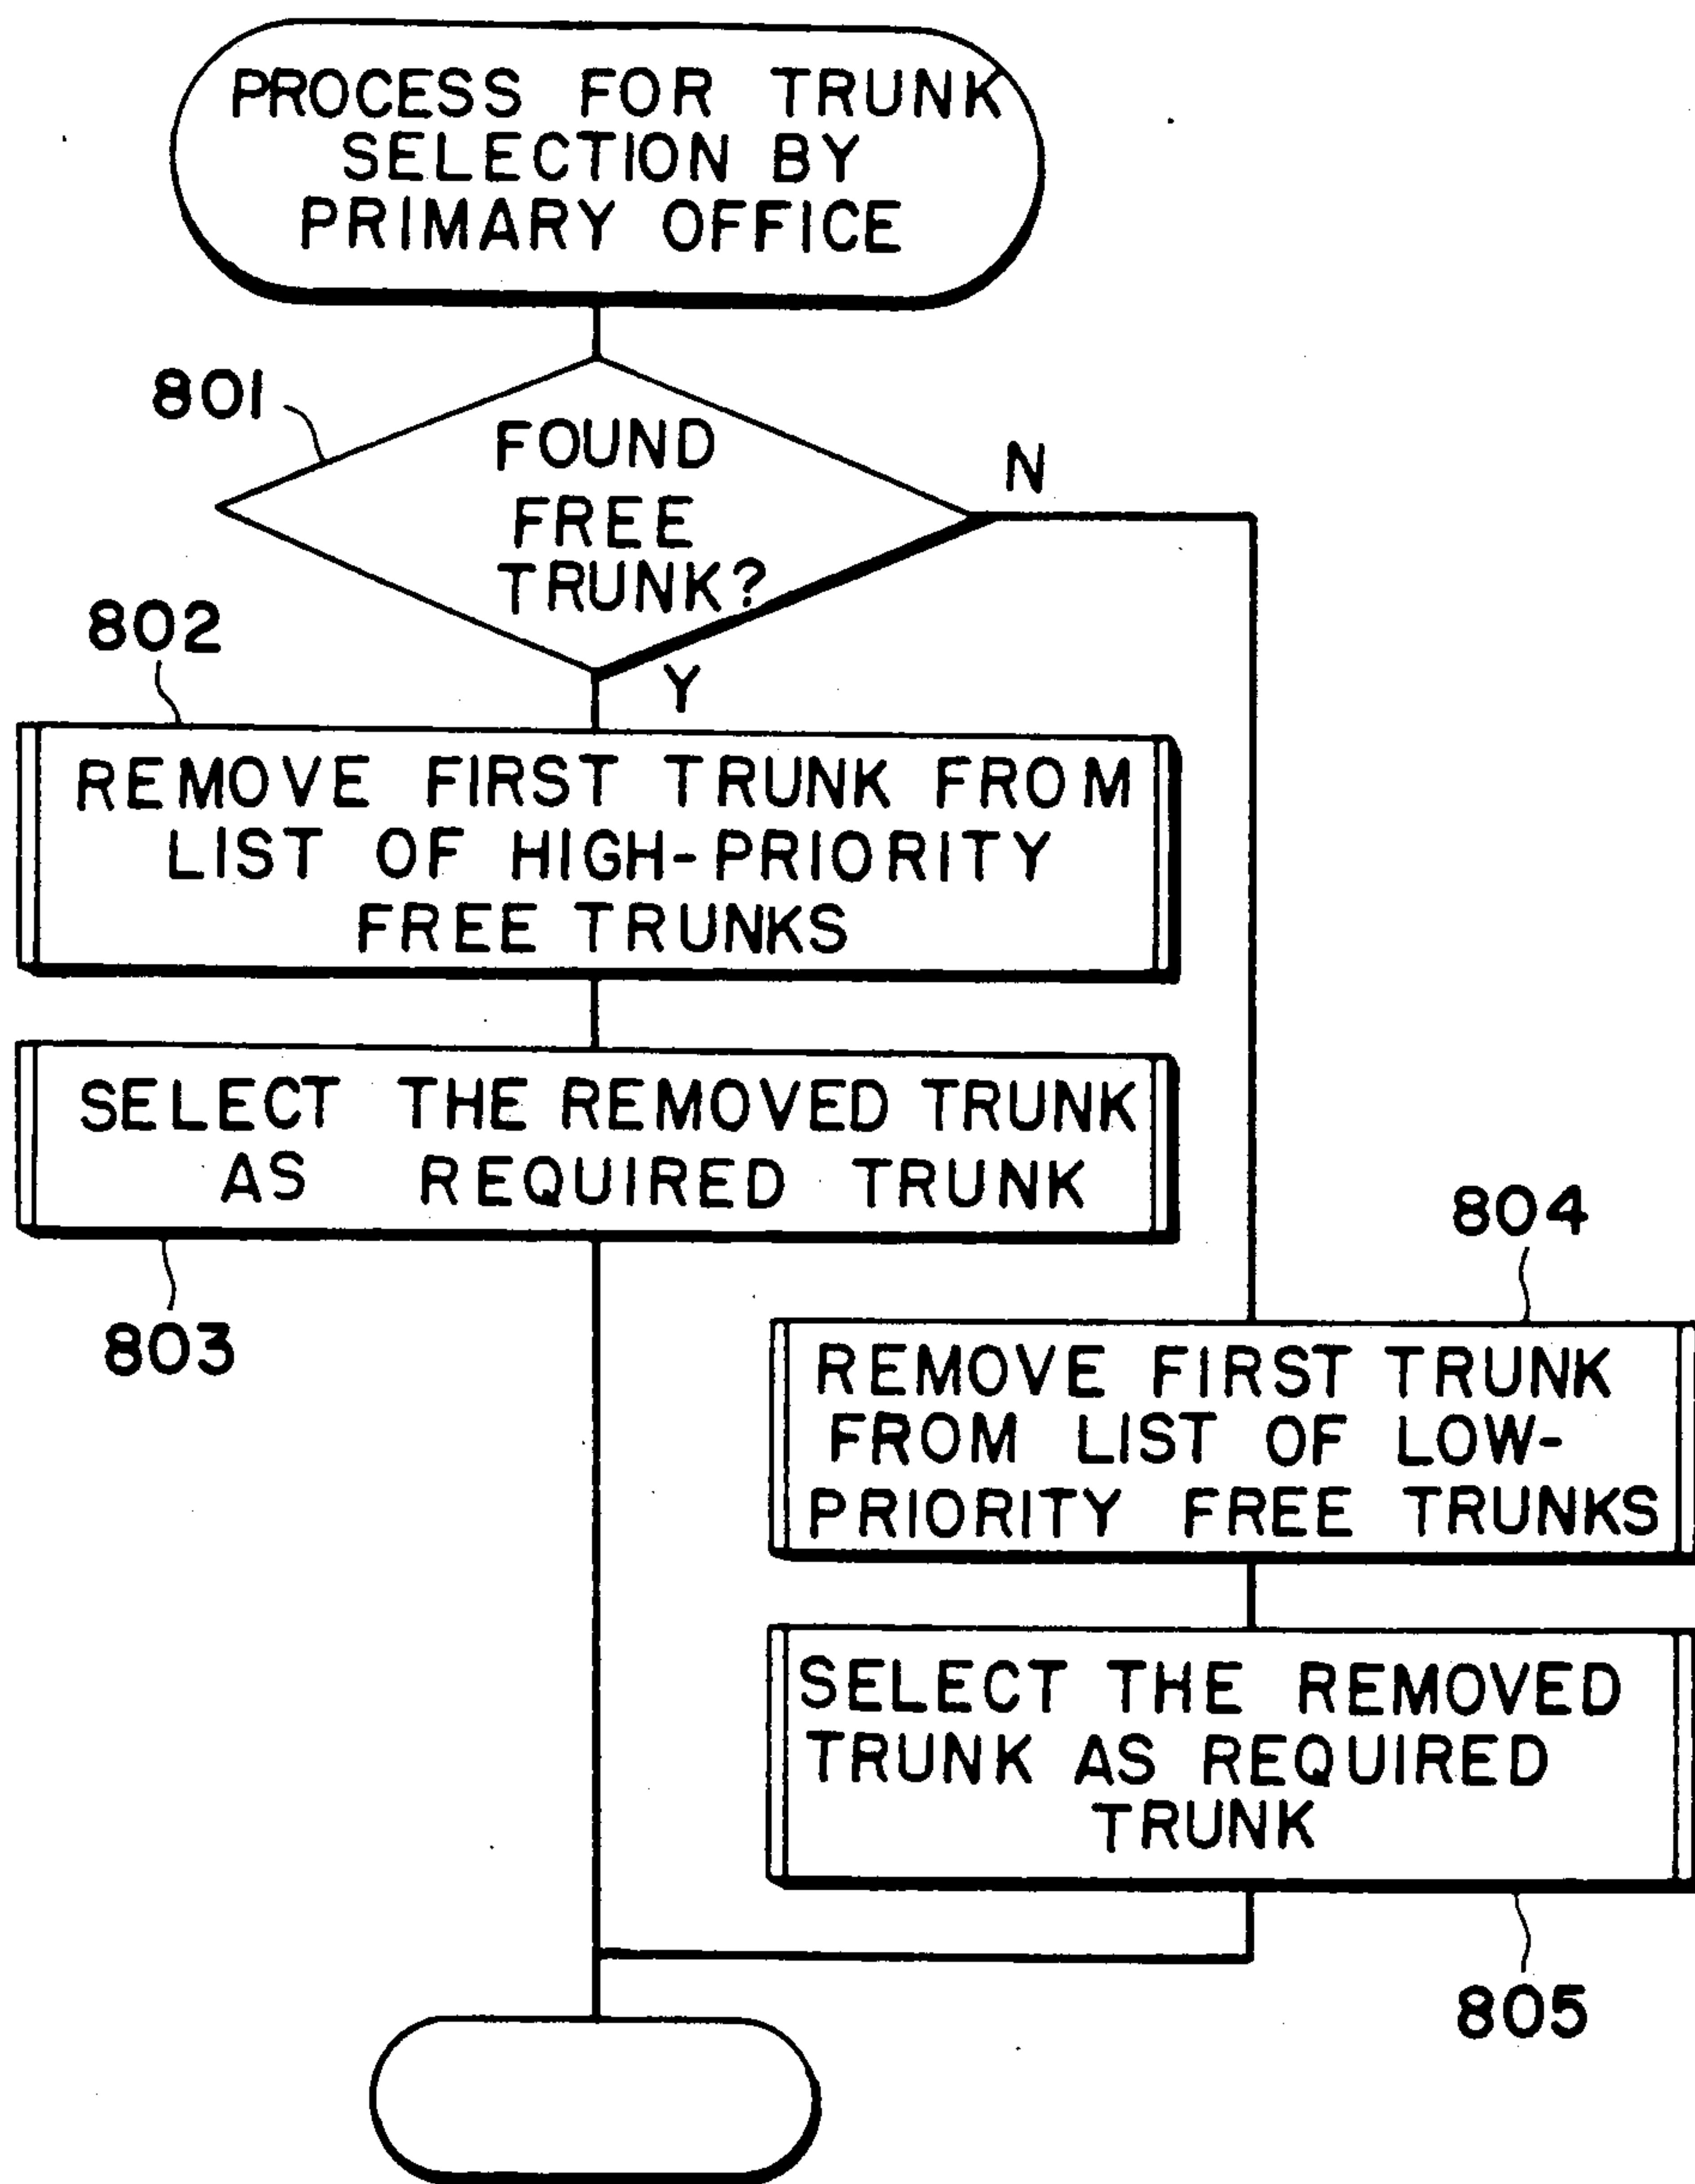 PROCESS FOR TRUNK
SELECTION BY
PRIMARY OFFICE
801
FOUND
FREE
TRUNK?
N
Y
802
REMOVE FIRST TRUNK FROM
LIST OF HIGH-PRIORITY
FREE TRUNKS
SELECT THE REMOVED TRUNK
AS REQUIRED TRUNK
803
804
REMOVE FIRST TRUNK
FROM LIST OF LOW-
PRIORITY FREE TRUNKS
SELECT THE REMOVED
TRUNK AS REQUIRED
TRUNK
805